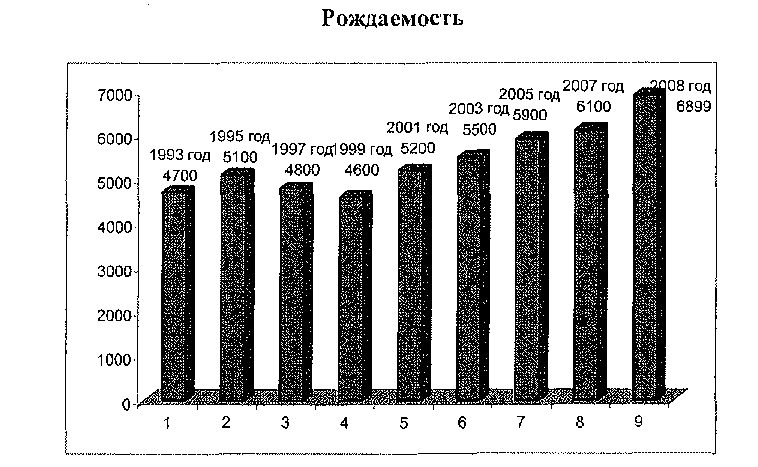 Рождаемость
7000
6000
5000
4000
3000
2000
1000
0
1993 год
4700
1995 год
5100
1997 год
4800
1999 год
4600
2001 год
5200
2003 год
5500
2005 год
5900
2007 год
6100
2008 год
6899
1 2 3 4 5 6 7 8 9